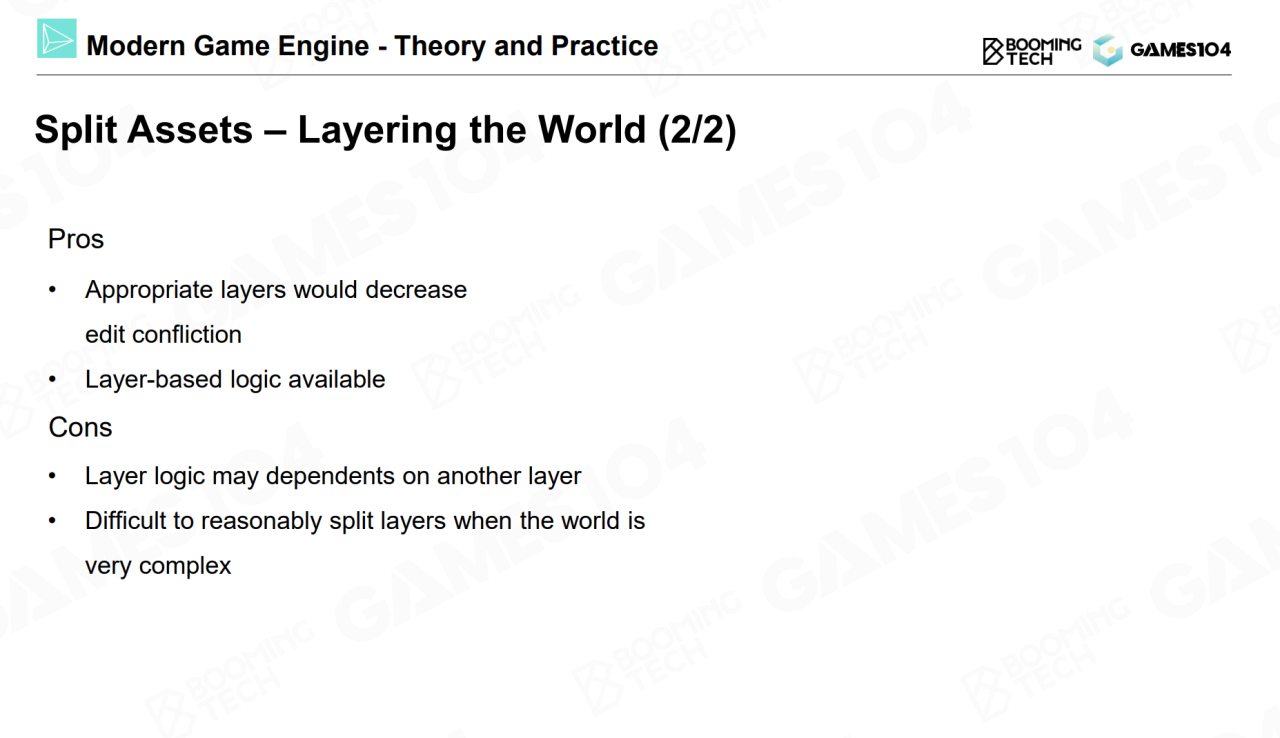 Modern Game Engine - Theory and Practice
BOOMING
TECH
GAMES104
Split Assets – Layering the World (2/2)
Pros
• Appropriate layers would decrease
edit confliction
• Layer-based logic available
Cons
• Layer logic may dependents on another layer
• Difficult to reasonably split layers when the world is
very complex